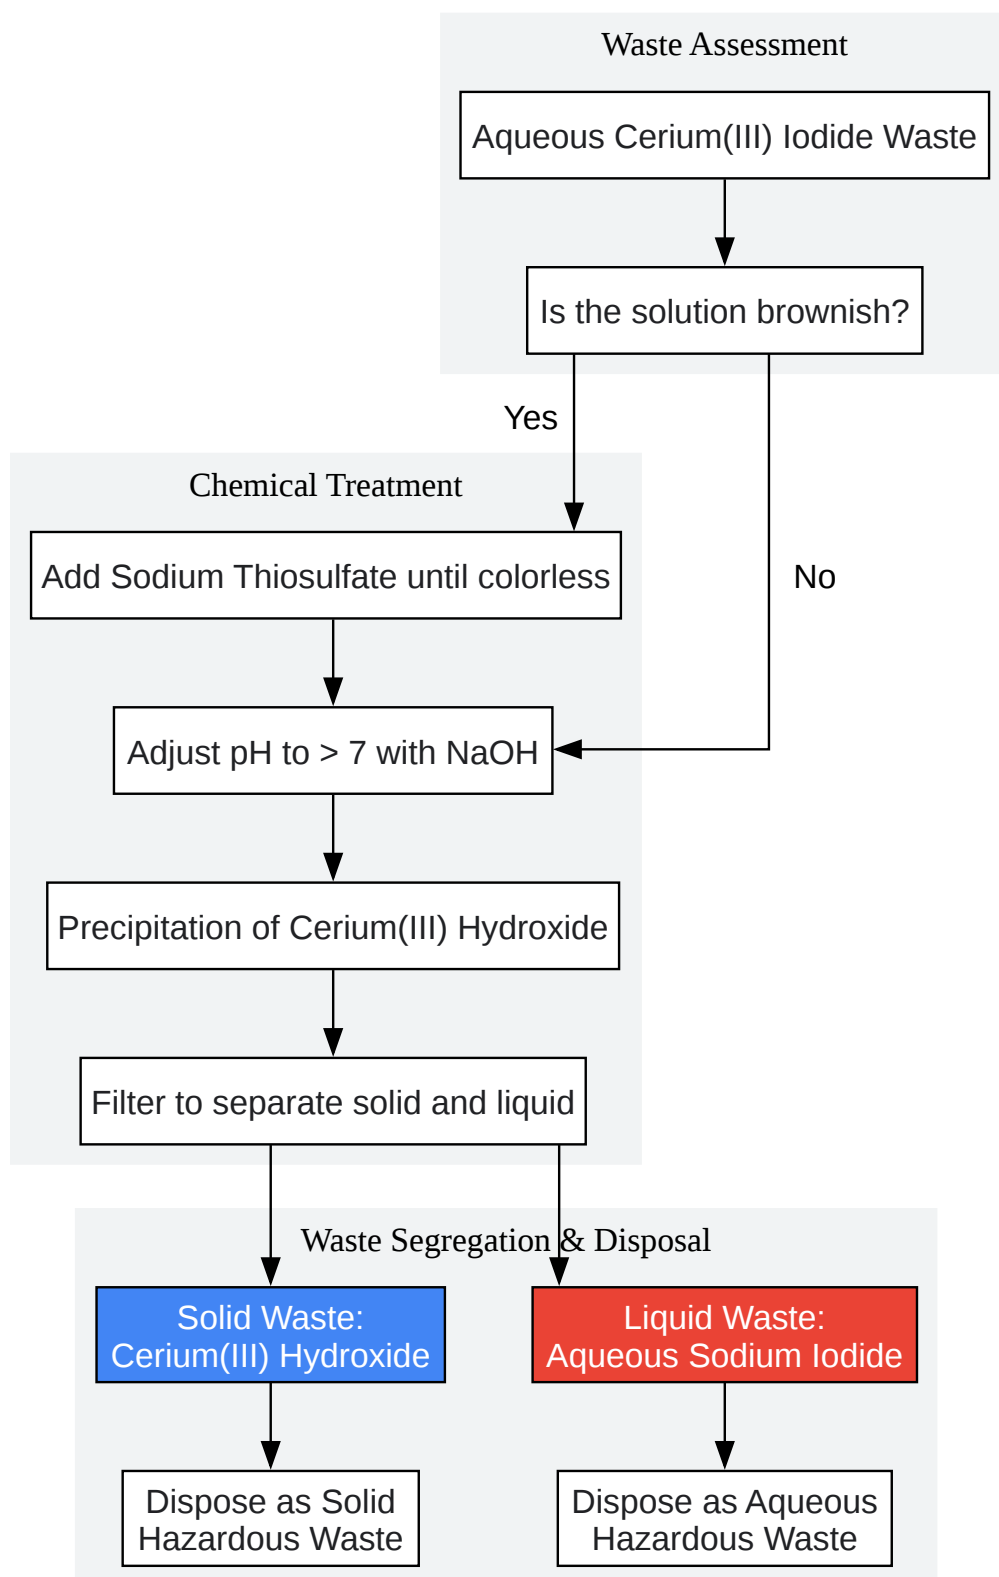 Waste Assessment
Aqueous Cerium(III) Iodide Waste
Is the solution brownish?
Yes
Chemical Treatment
Add Sodium Thiosulfate until colorless
No
Adjust pH to > 7 with NaOH
Precipitation of Cerium(III) Hydroxide
Filter to separate solid and liquid
Waste Segregation & Disposal
Solid Waste:
Cerium(III) Hydroxide
Liquid Waste:
Aqueous Sodium Iodide
Dispose as Solid
Hazardous Waste
Dispose as Aqueous
Hazardous Waste